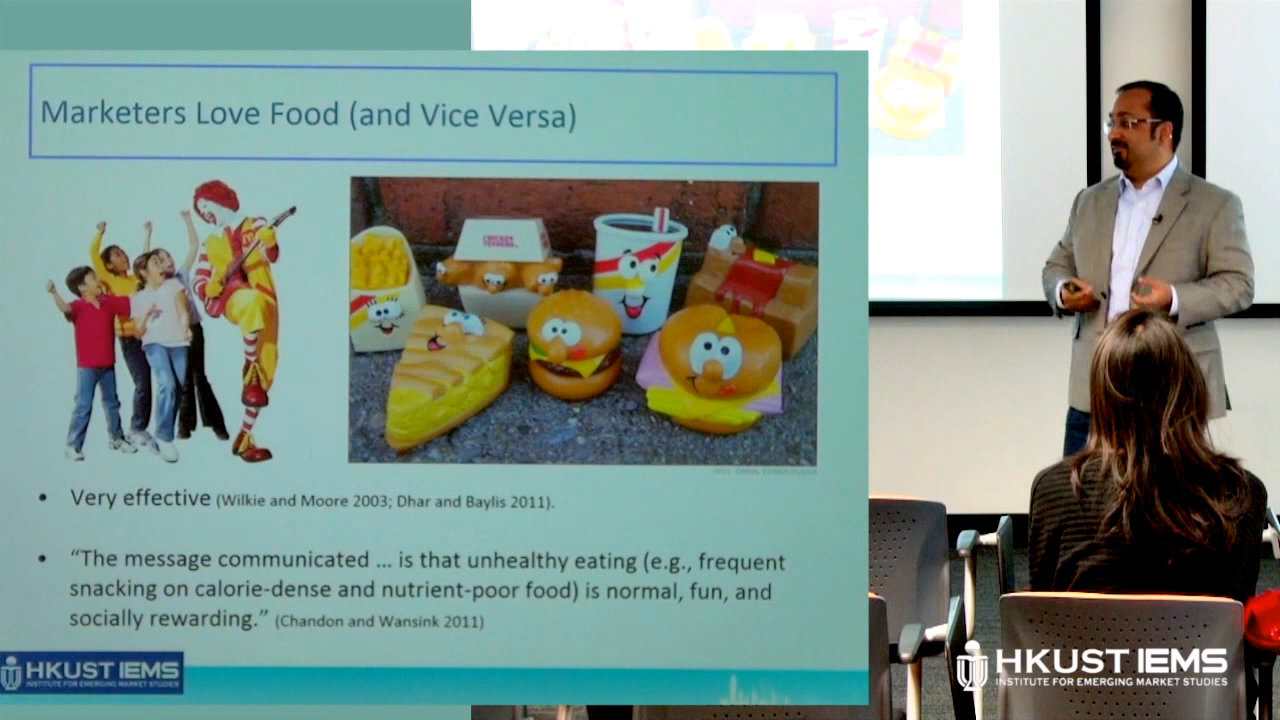 Marketers Love Food (and Vice Versa)
CHICKEN
TENDERS
• Very effective (Wilkie and Moore 2003; Dhar and Baylis 2011).
• “The message communicated ... is that unhealthy eating (e.g., frequent
snacking on calorie-dense and nutrient-poor food) is normal, fun, and
socially rewarding.” (Chandon and Wansink 2011)
HKUST IEMS
INSTITUTE FOR EMERGING MARKET STUDIES
HKUST IEMS
INSTITUTE FOR EMERGING MARKET STUDIES